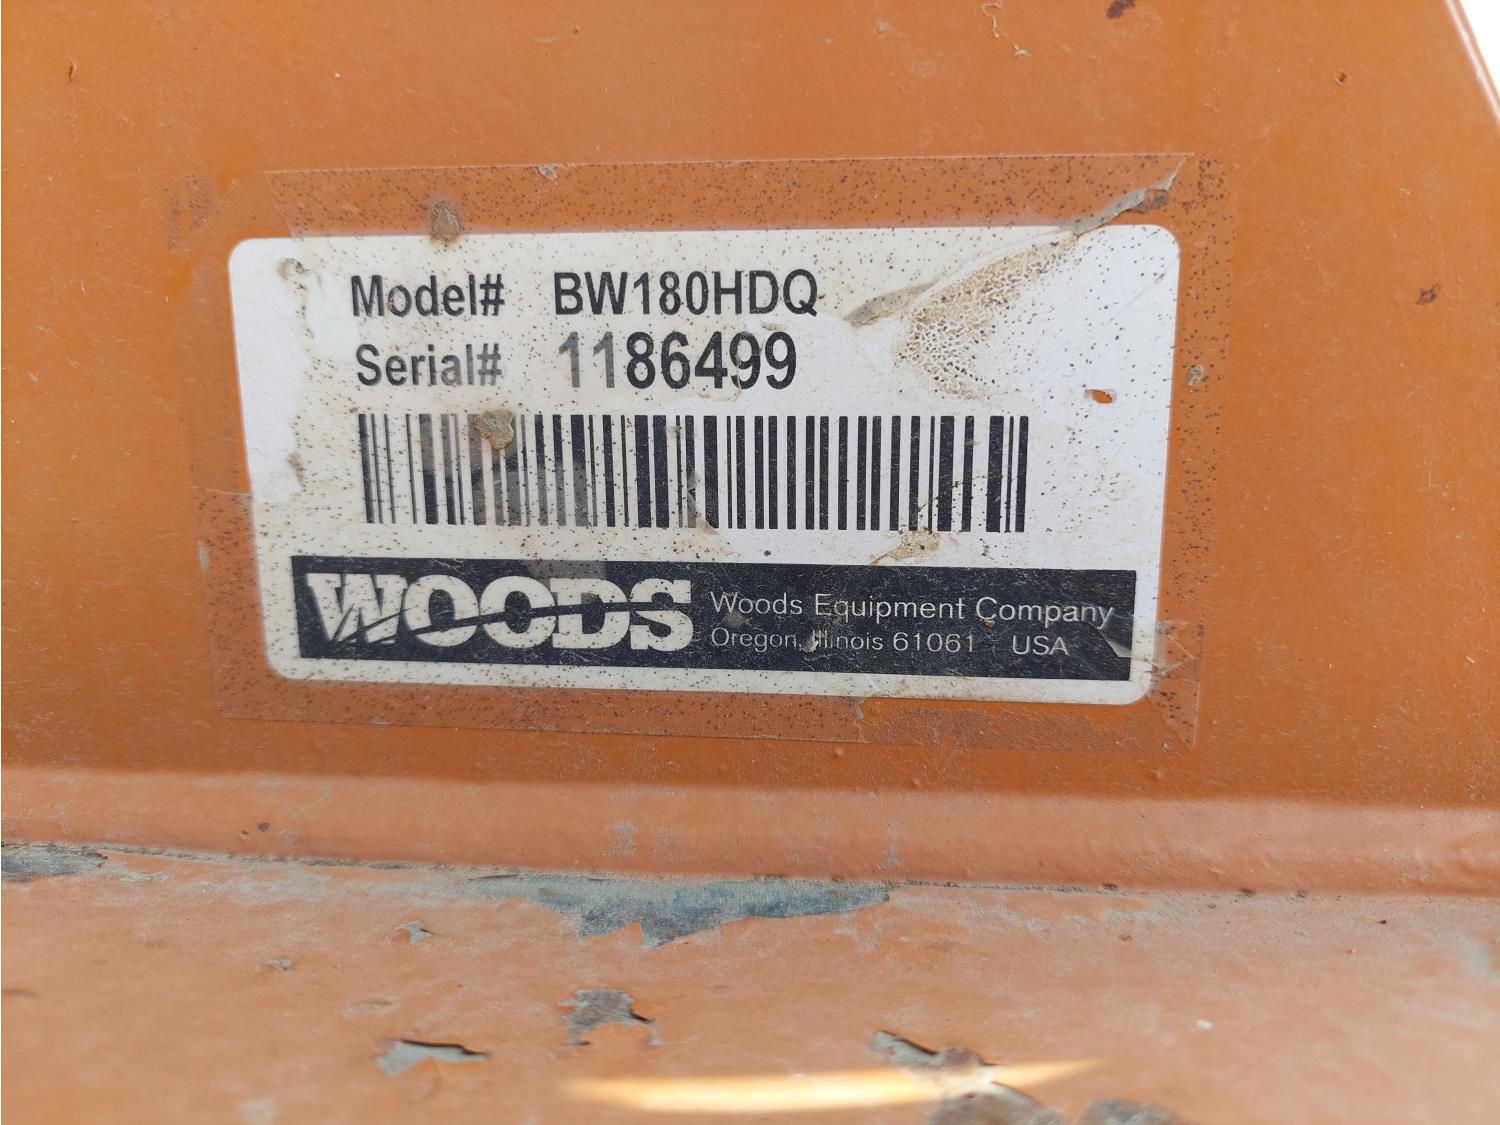 Model# BW180HDQ
Serial# 1186499
WOODS
Woods Equipment Company
Oregon, Illinois 61061 USA